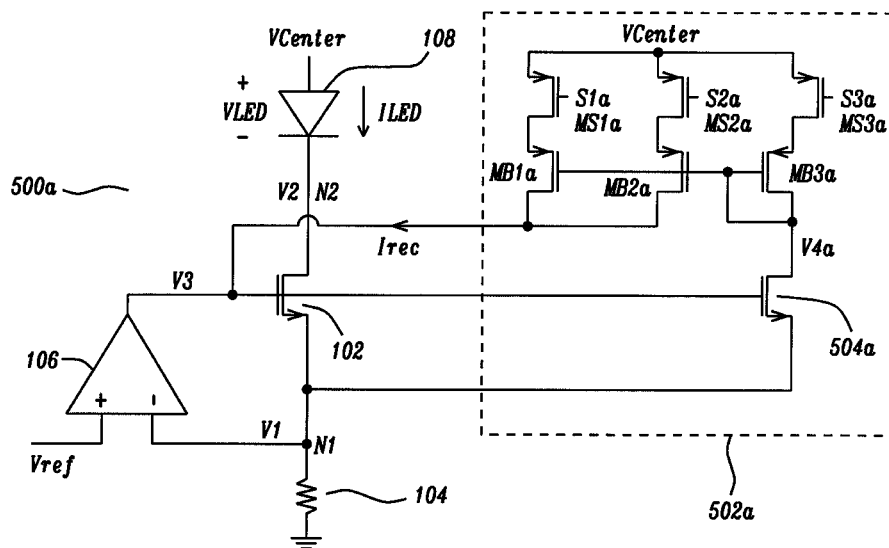 VCenter
108
+
VLED
-
ILED
VCenter
S1a
MS1a
S2a
MS2a
S3a
MS3a
500a
MB1a
MB2a
MB3a
V2
N2
Irec
V4a
V3
102
504a
106
+
-
V1
N1
Vref
104
502a